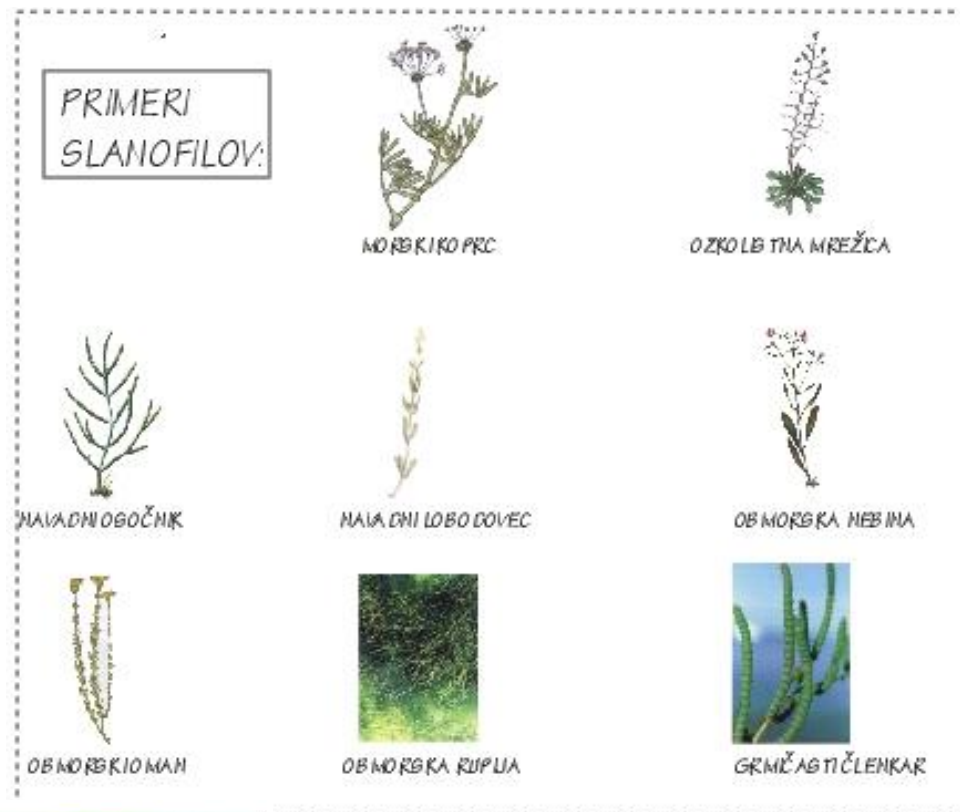 PRIMERI
SLANOFILOV:
MORSKI KOPRC
OZKOLISTNA MREŽICA
NAVADNI OSOČNIK
NAVADNI LOBODOVEC
OBMORSKA NEBINA
OBMORSKI OMAN
OBMORSKA RUPIJA
GRMIČASTI ČLENKAR